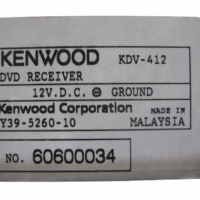 KENWOOD KDV-412
DVD RECEIVER
12V.D.C. ⊖ GROUND
Kenwood Corporation
Y39-5260-10 MADE IN MALAYSIA
NO. 60600034